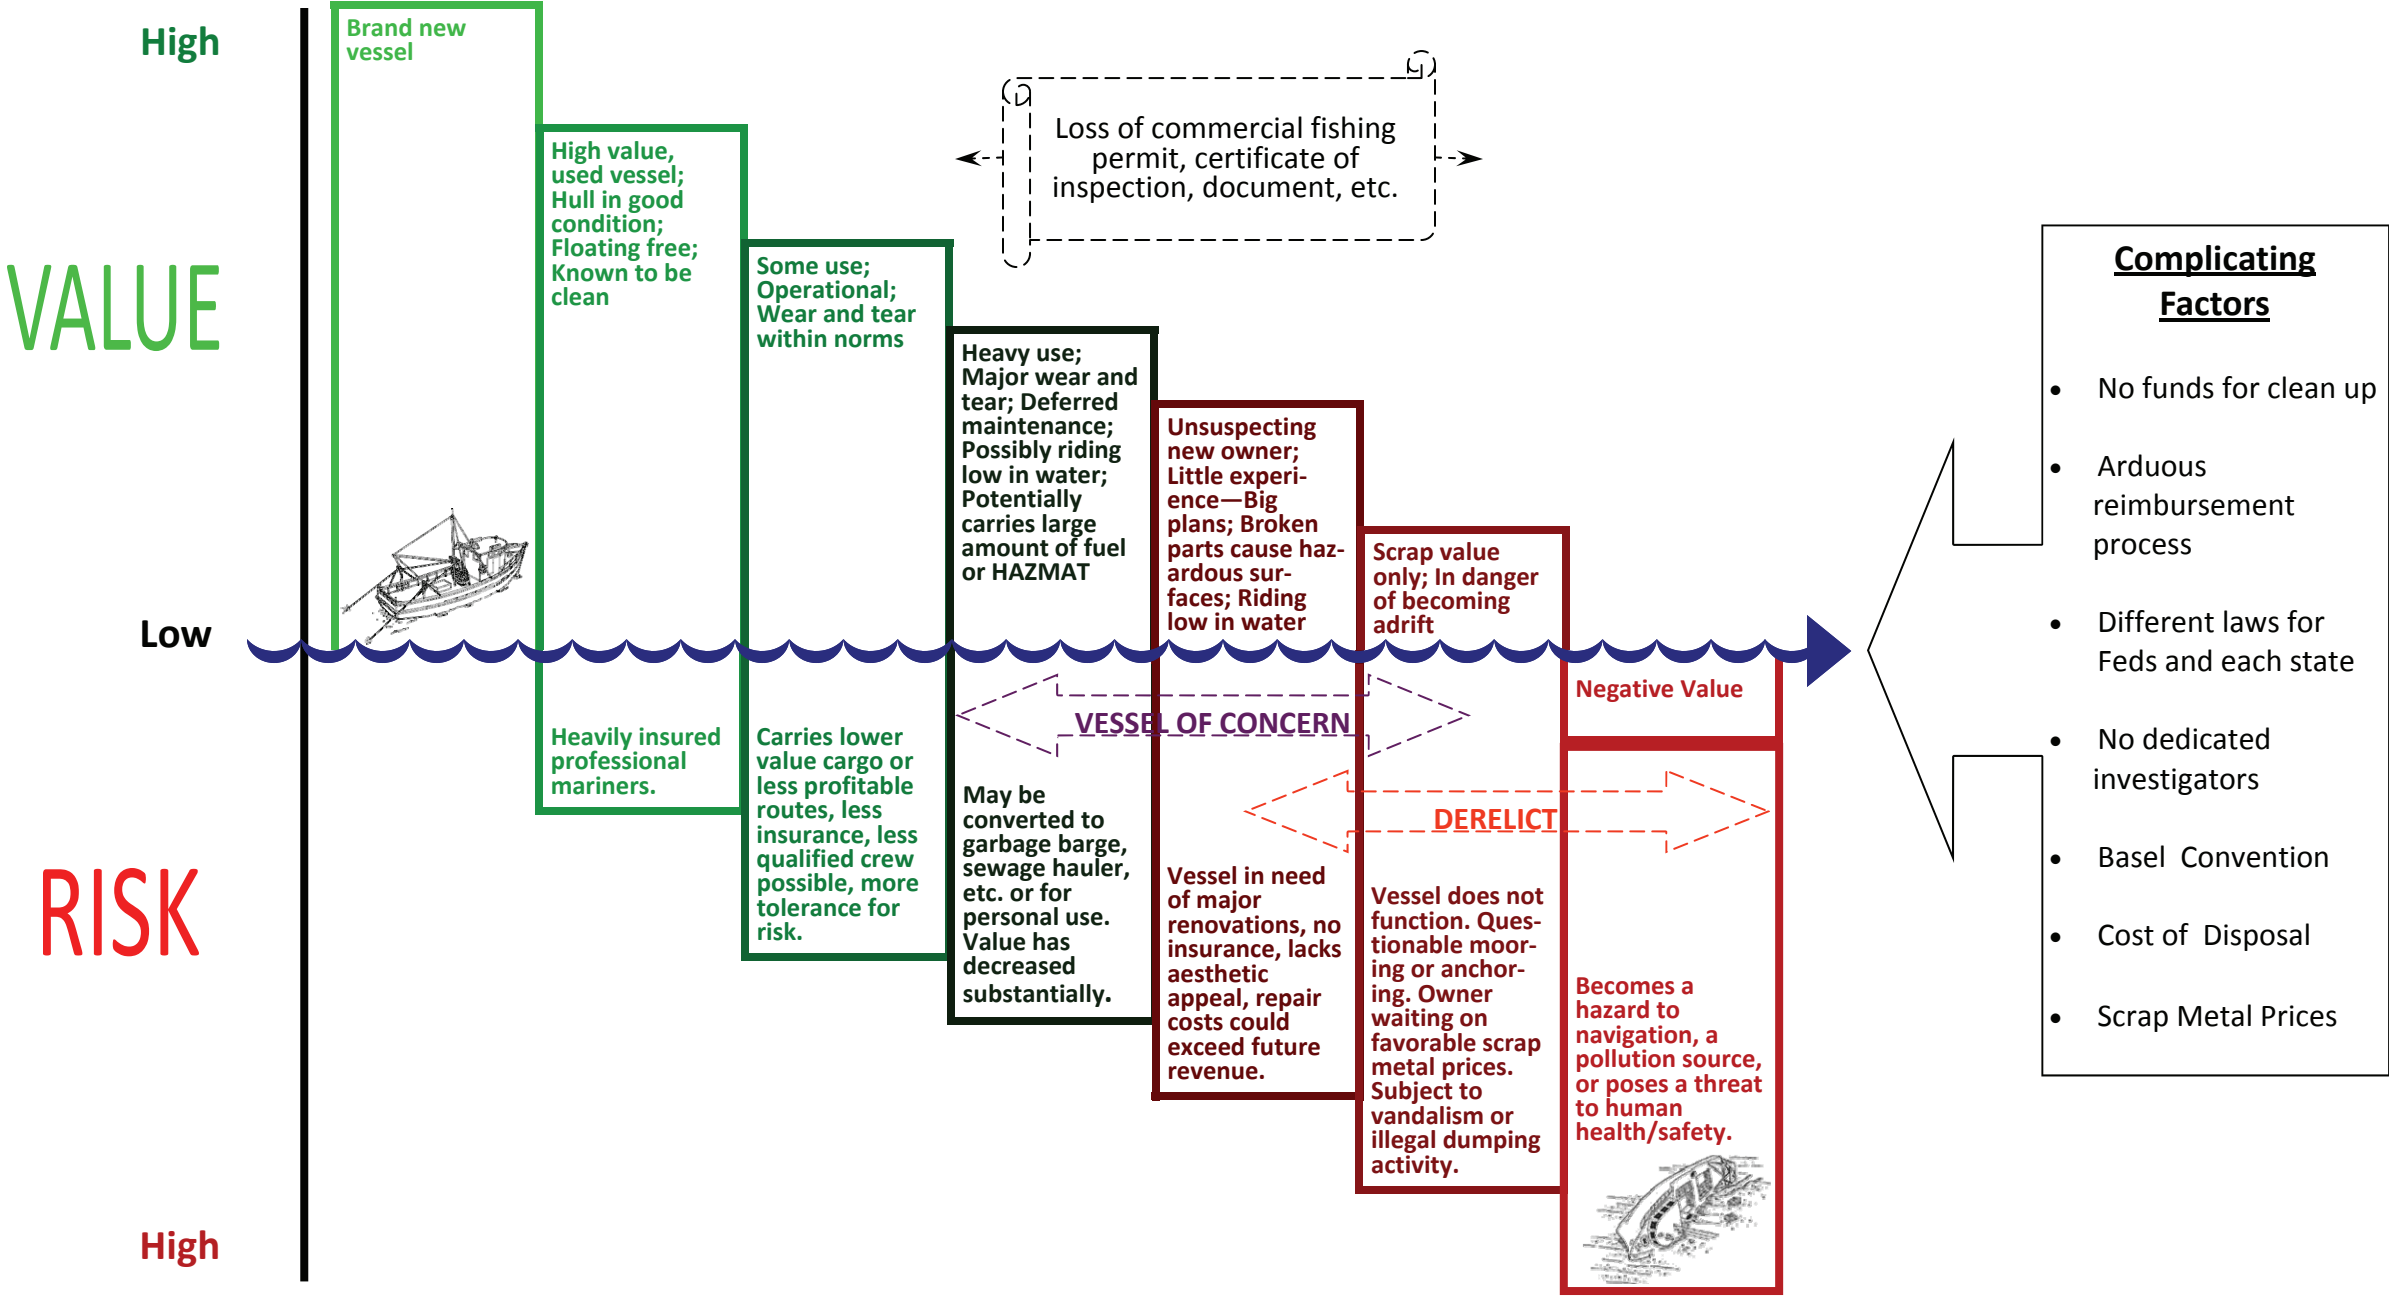 High
VALUE
Low
RISK
High
Brand new
vessel
High value,
used vessel;
Hull in good
condition;
Floating free;
Known to be
clean
Heavily insured
professional
mariners.
Some use;
Operational;
Wear and tear
within norms
Carries lower
value cargo or
less profitable
routes, less
insurance, less
qualified crew
possible, more
tolerance for
risk.
Heavy use;
Major wear and
tear; Deferred
maintenance;
Possibly riding
low in water;
Potentially
carries large
amount of fuel
or HAZMAT
May be
converted to
garbage barge,
sewage hauler,
etc. or for
personal use.
Value has
decreased
substantially.
Unsuspecting
new owner;
Little experi-
ence—Big
plans; Broken
parts cause haz-
ardous sur-
faces; Riding
low in water
Vessel in need
of major
renovations, no
insurance, lacks
aesthetic
appeal, repair
costs could
exceed future
revenue.
Scrap value
only; In danger
of becoming
adrift
Vessel does not
function. Ques-
tionable moor-
ing or anchor-
ing. Owner
waiting on
favorable scrap
metal prices.
Subject to
vandalism or
illegal dumping
activity.
Negative Value
Becomes a
hazard to
navigation, a
pollution source,
or poses a threat
to human
health/safety.
Loss of commercial fishing
permit, certificate of
inspection, document, etc.
VESSEL OF CONCERN
DERELICT
Complicating
Factors
• No funds for clean up
• Arduous
reimbursement
process
• Different laws for
Feds and each state
• No dedicated
investigators
• Basel Convention
• Cost of Disposal
• Scrap Metal Prices